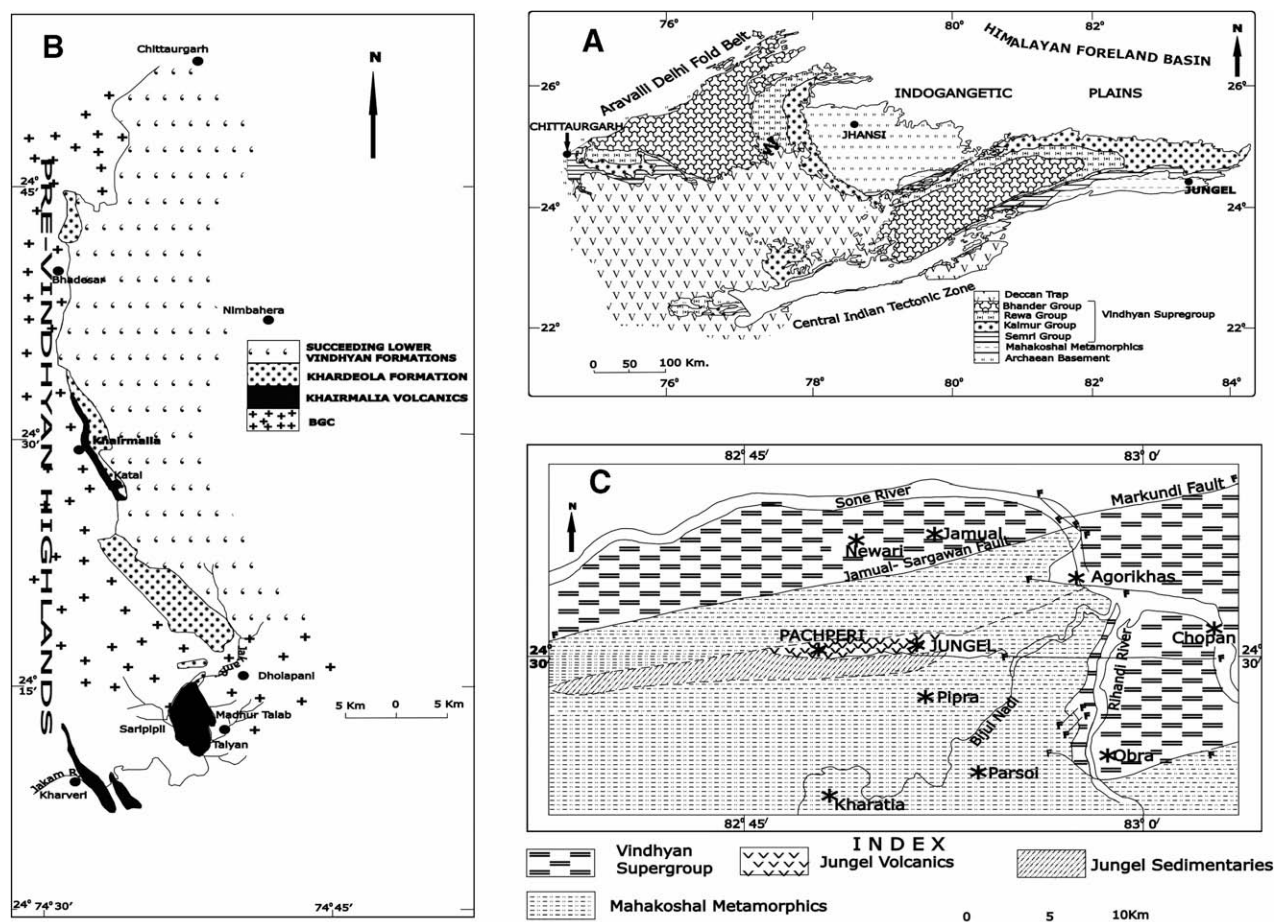 B
Chittaurgarh
N
24°
45'
PRE-VINDHYAN HIGHLANDS
Bhadesar
Nimbahera
SUCCEEDING LOWER
VINDHYAN FORMATIONS
KHARDEOLA FORMATION
KHAIRMALIA VOLCANICS
BGC
24°
30'
Khairmalia
Katal
24°
15'
Dholapani
5 Km 0 5 Km
Saripipli
Madhur Talab
Talyan
Jakam R.
Kharveri
24° 74°30'
74°45'
76° 78° 80° 82° 84°
A
HIMALAYAN FORELAND BASIN
N
Aravalli Delhi Fold Belt
26° 26°
INDOGANGETIC PLAINS
CHITTAURGARH
JHANSI
JUNGEL
24° 24°
Central Indian Tectonic Zone
22° 22°
Deccan Trap
Bhander Group
Rewa Group
Kaimur Group
Semri Group
Mahakoshal Metamorphics
Archaean Basement
Vindhyan Supregroup
0 50 100 Km.
76° 78° 80° 82° 84°
82°45' 83°0'
C
N
Sone River
Markundi Fault
Newari
Jamual
Jamual- Sargawan Fault
Agorikhas
PACHPERI
JUNGEL
Chopan
24°
30'
24°
30'
Rihandi River
Pipra
Bijul Nadi
Obra
Parsoi
Kharatia
82°45' 83°0'
INDEX
Vindhyan
Supergroup
Jungel Volcanics
Jungel Sedimentaries
Mahakoshal Metamorphics
0 5 10Km